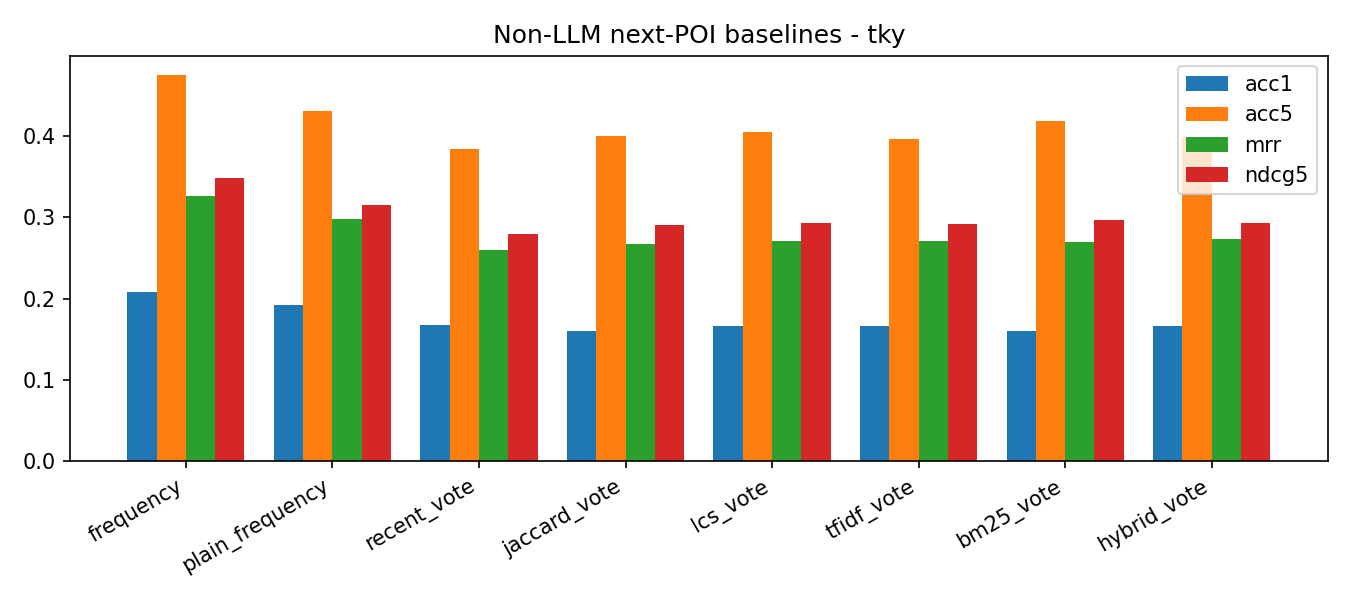 Non-LLM next-POI baselines - tky
acc1
acc5
mrr
ndcg5
0.4
0.3
0.2
0.1
0.0
frequency
plain_frequency
recent_vote
jaccard_vote
lcs_vote
tfidf_vote
bm25_vote
hybrid_vote